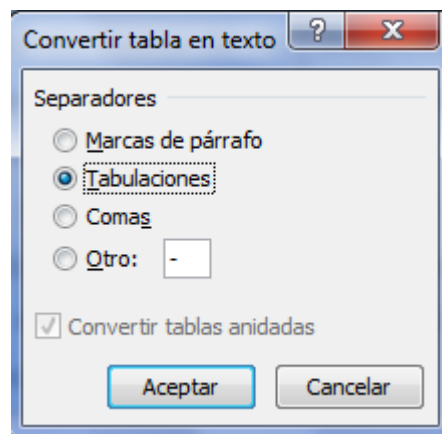 Convertir tabla en texto
Separadores
Marcas de párrafo
Tabulaciones
Comas
Otro: -
Convertir tablas anidadas
Aceptar Cancelar